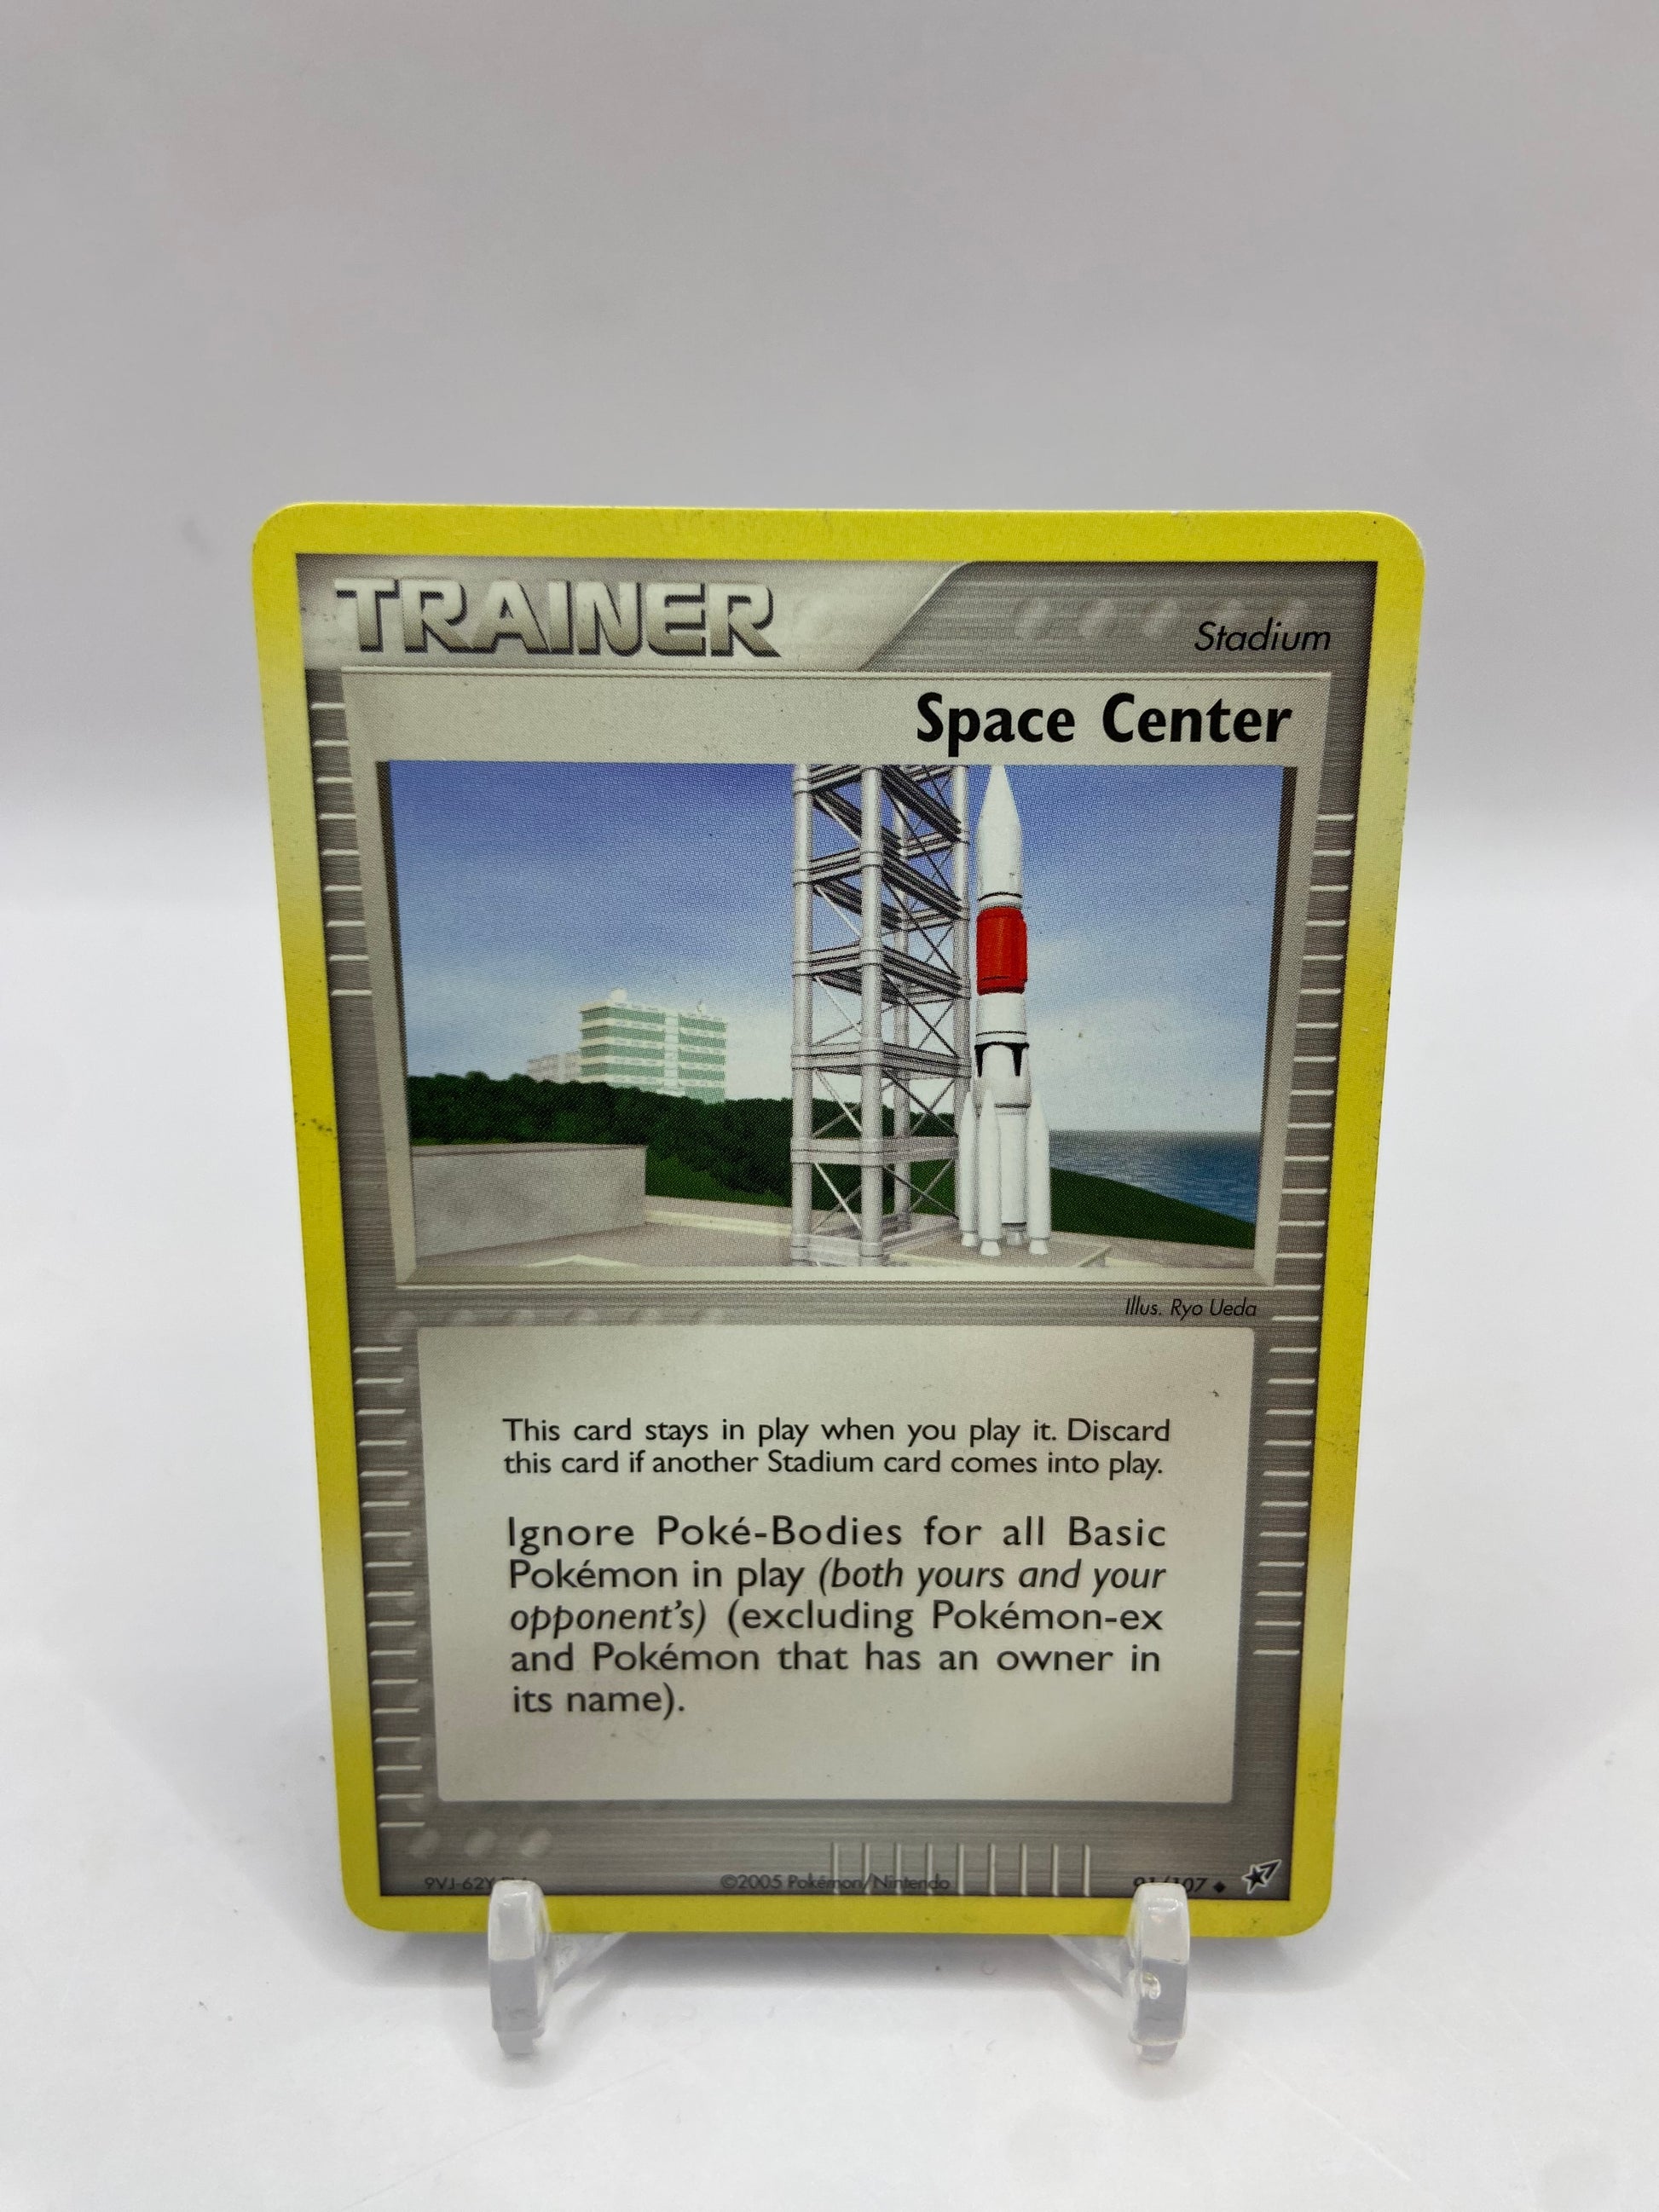 TRAINER
Stadium
Space Center
Illus. Ryo Ueda
This card stays in play when you play it. Discard
this card if another Stadium card comes into play.
Ignore Poké-Bodies for all Basic
Pokémon in play (both yours and your
opponent's) (excluding Pokémon-ex
and Pokémon that has an owner in
its name).
©2005 Pokémon/Nintendo
91/107